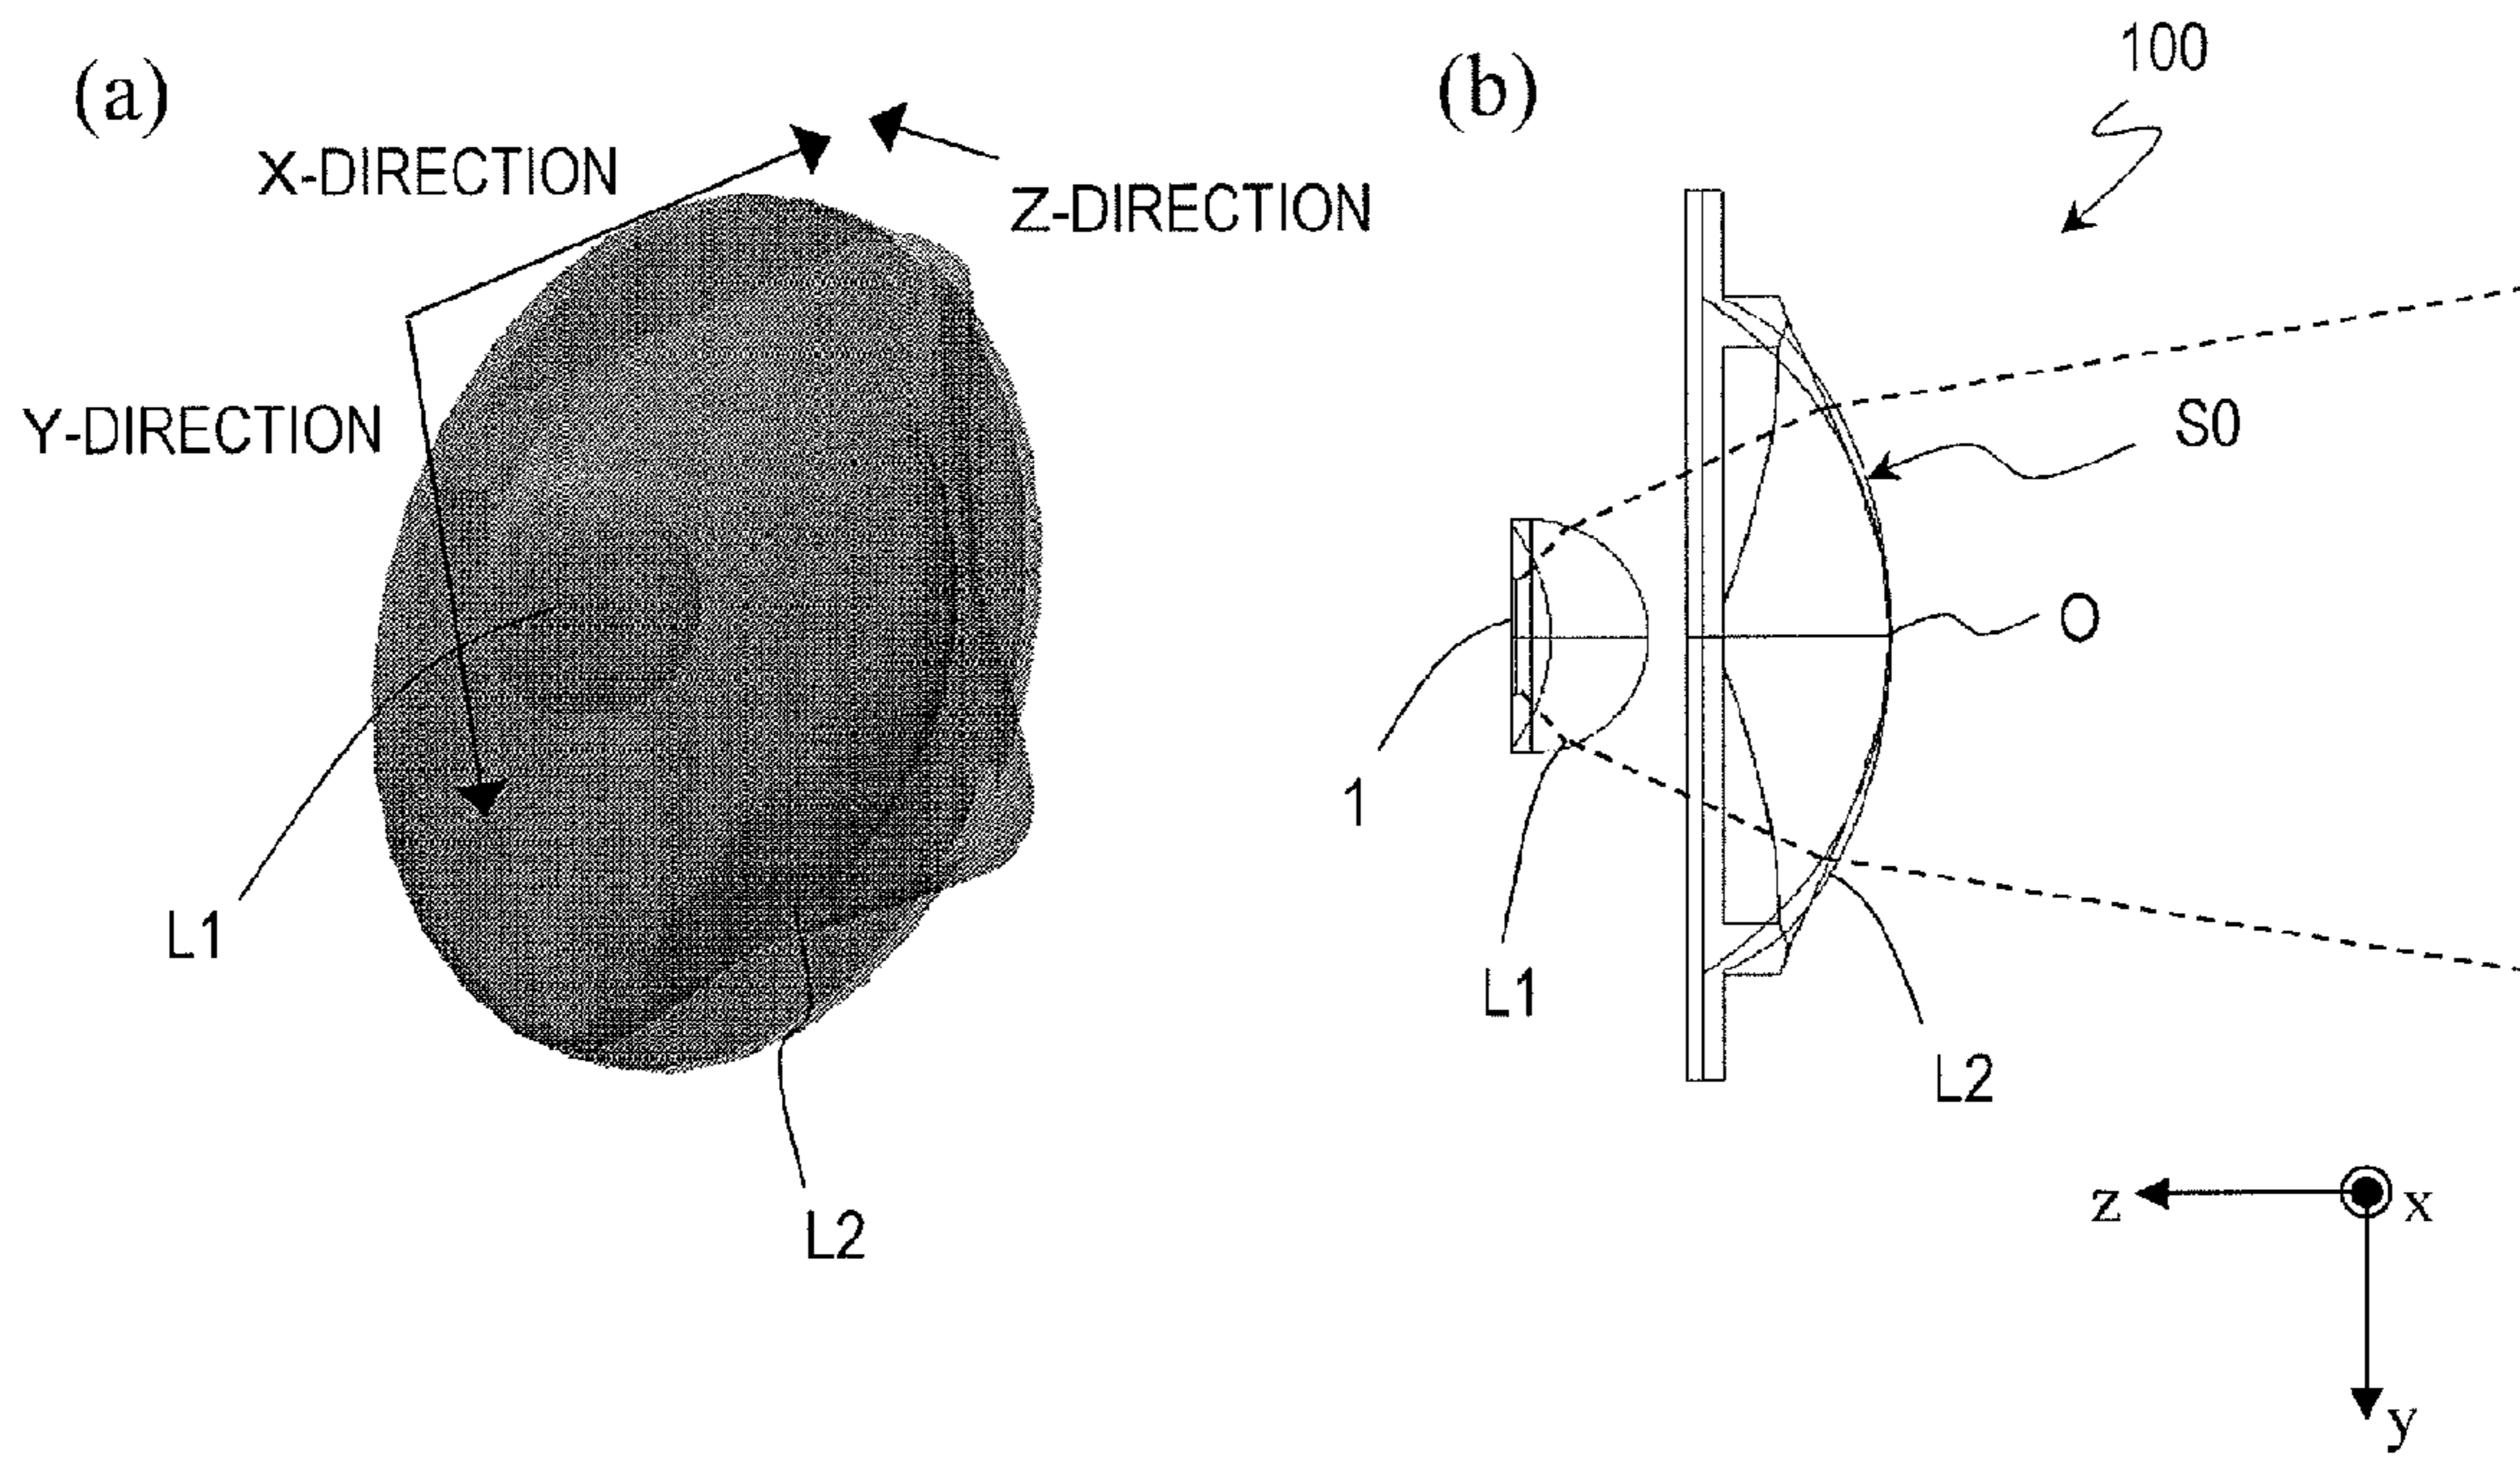 (a)
X-DIRECTION
Z-DIRECTION
Y-DIRECTION
L1
L2
(b)
100
S0
O
1
L1
L2
z
x
y